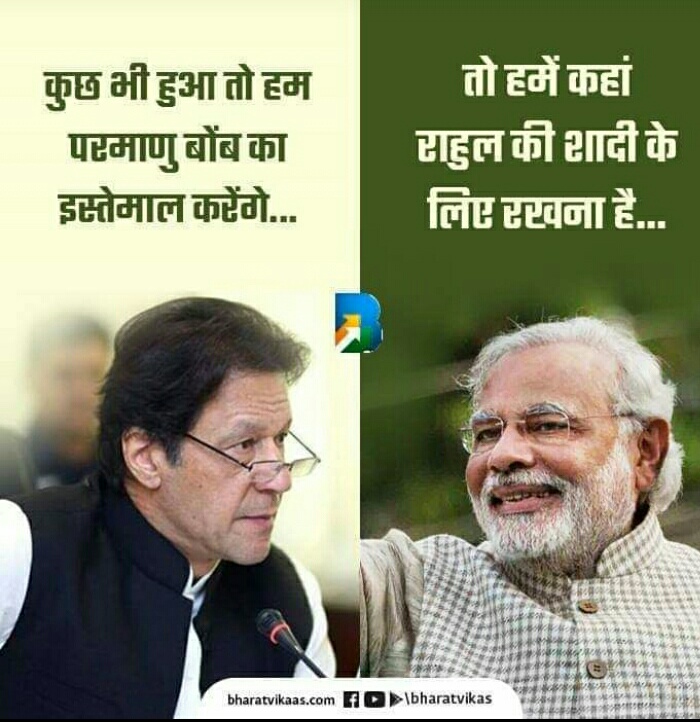 कुछ भी हुआ तो हम
परमाणु बोंब का
इस्तेमाल करेंगे...
तो हमें कहां
राहुल की शादी के
लिए रखना है...
bharatvikaas.com \bharatvikas